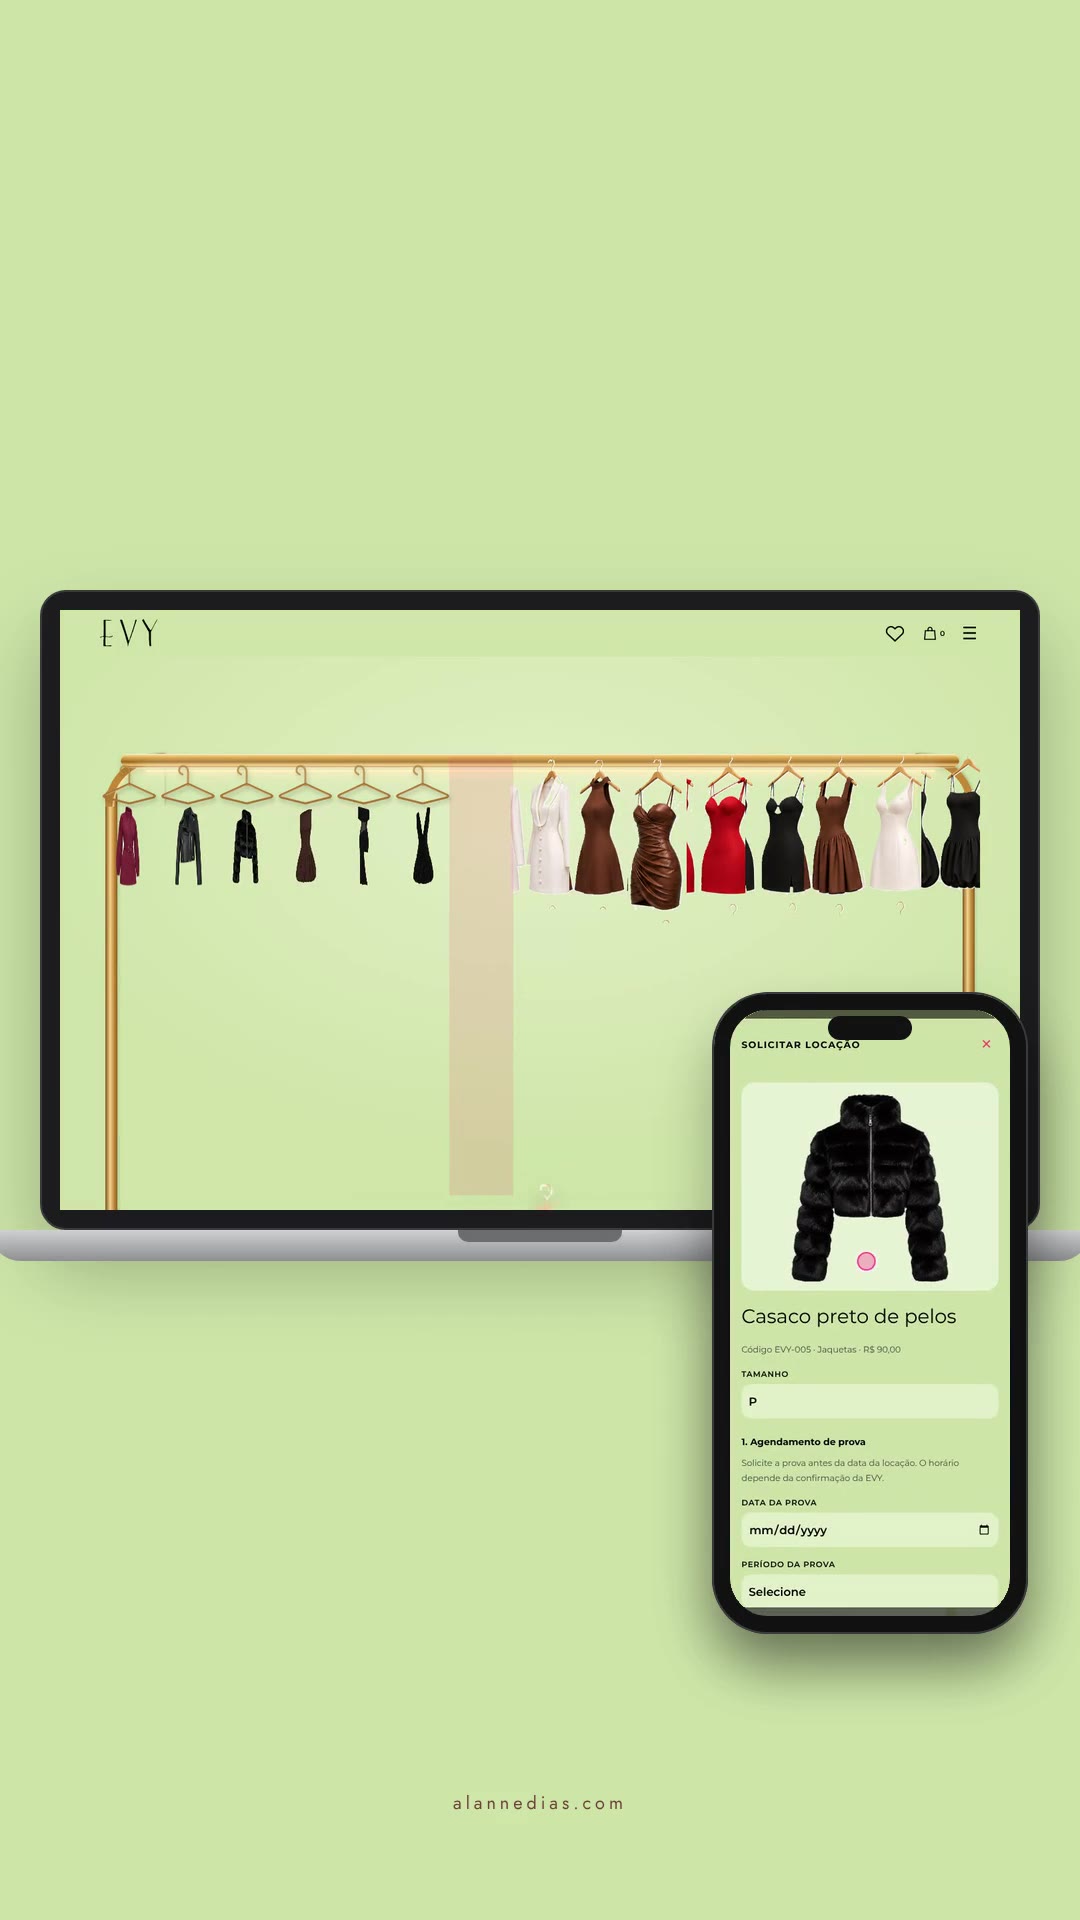 EVY
0
SOLICITAR LOCAÇÃO
Casaco preto de pelos
Código EVY-005 · Jaquetas · R$ 90,00
TAMANHO
P
1. Agendamento de prova
Solicite a prova antes da data da locação. O horário
depende da confirmação da EVY.
DATA DA PROVA
mm/dd/yyyy
PERÍODO DA PROVA
Selecione
alannedias.com